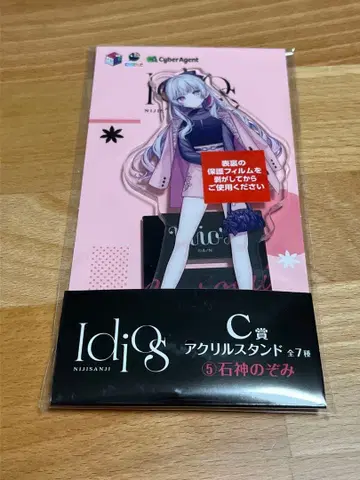 CyberAgent
Idios
表裏の
保護フィルムを
剥がしてから
ご使用ください
Idios
NIJISANJI
C賞
アクリルスタンド 全7種
⑤石神のぞみ